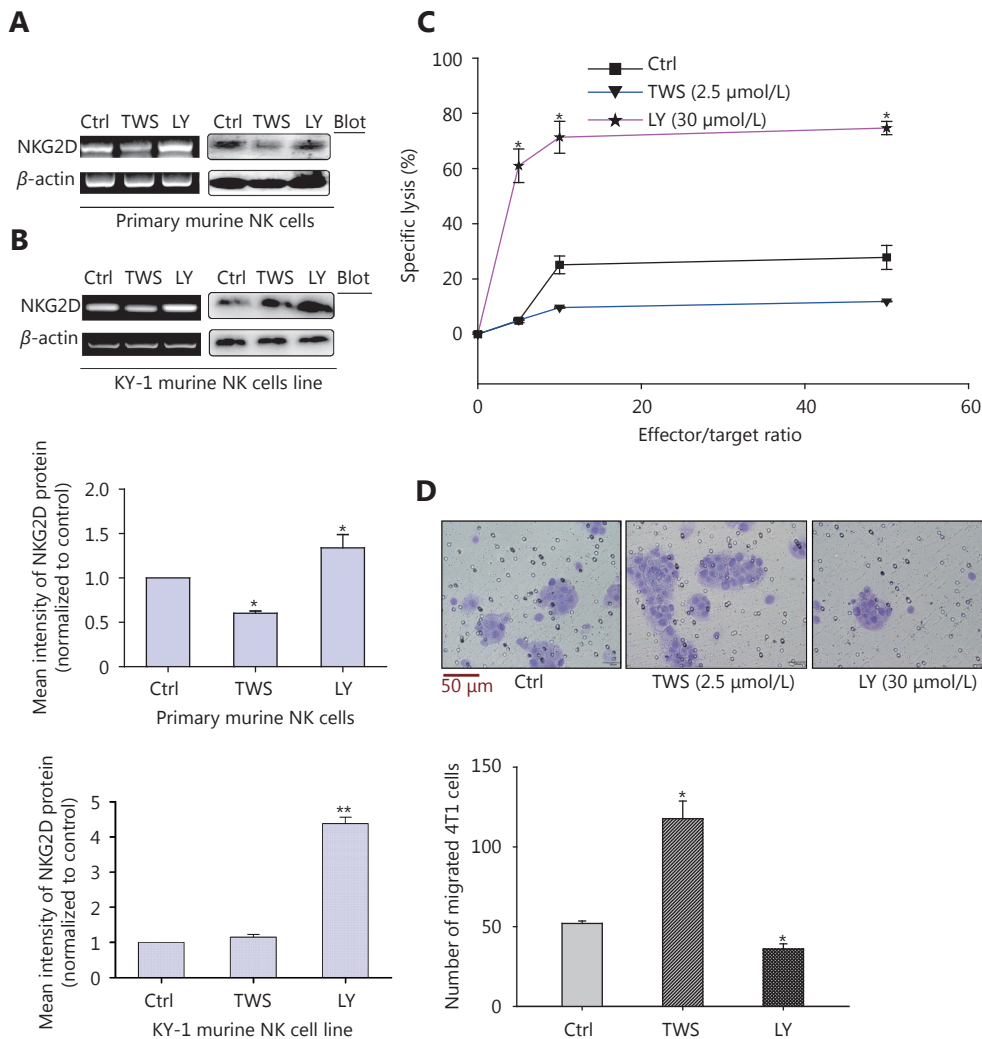 A
Ctrl TWS LY Ctrl TWS LY Blot
NKG2D
β-actin
Primary murine NK cells
B
Ctrl TWS LY Ctrl TWS LY Blot
NKG2D
β-actin
KY-1 murine NK cells line
Mean intensity of NKG2D protein
(normalized to control)
2.0
1.5
1.0
0.5
0
*
*
Ctrl TWS LY
Primary murine NK cells
Mean intensity of NKG2D protein
(normalized to control)
5
4
3
2
1
0
**
Ctrl TWS LY
KY-1 murine NK cell line
C
Specific lysis (%)
100
80
60
40
20
0
Ctrl
TWS (2.5 μmol/L)
LY (30 μmol/L)
* * *
0 20 40 60
Effector/target ratio
D
50 μm
Ctrl TWS (2.5 μmol/L) LY (30 μmol/L)
Number of migrated 4T1 cells
150
100
50
0
*
*
Ctrl TWS LY